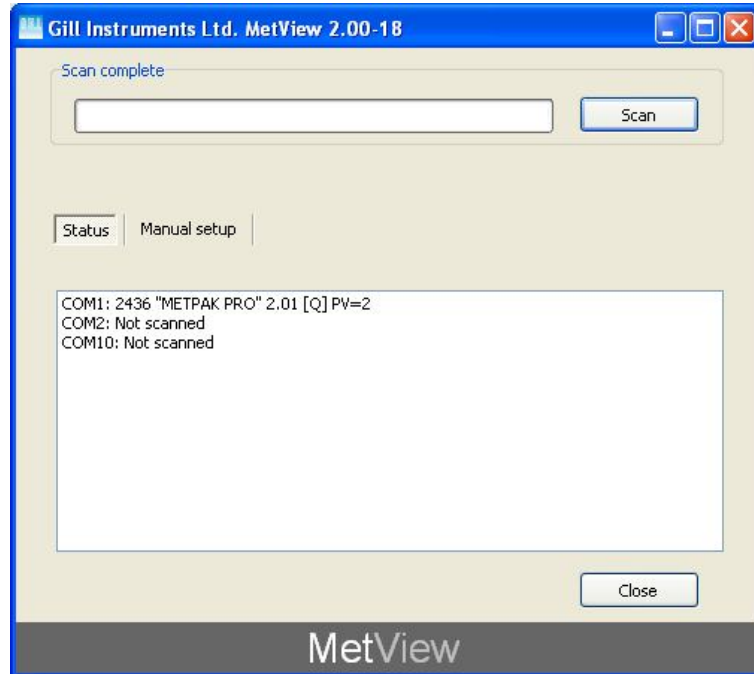 Gill Instruments Ltd. MetView 2.00-18
Scan complete
Scan
Status Manual setup
COM1: 2436 "METPAK PRO" 2.01 [Q] PV=2
COM2: Not scanned
COM10: Not scanned
Close
MetView